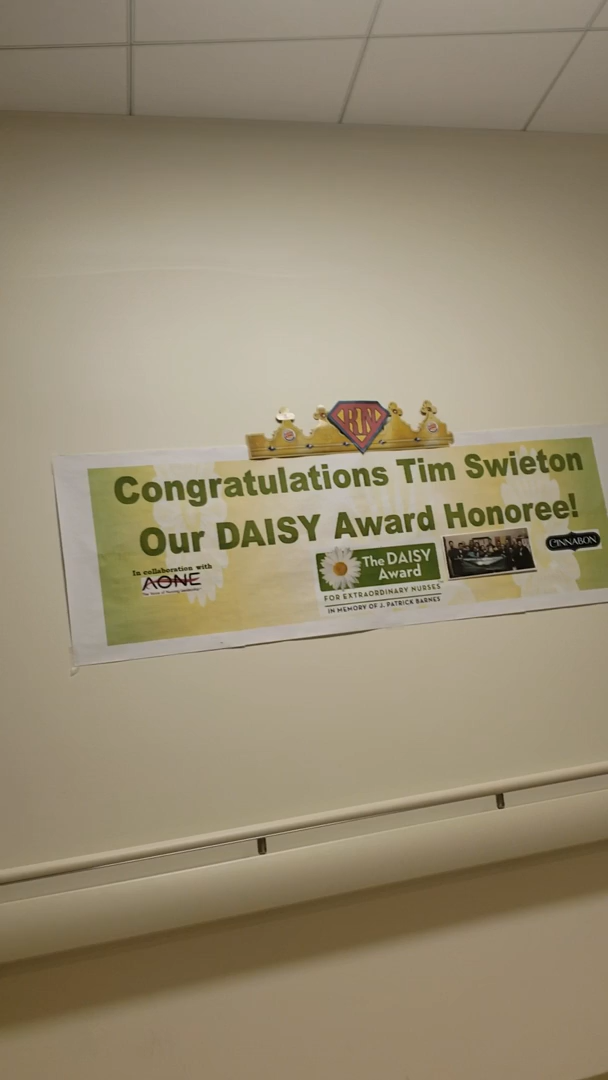 RN
Congratulations Tim Swieton
Our DAISY Award Honoree!
In collaboration with
AONE
The DAISY
Award
FOR EXTRAORDINARY NURSES
IN MEMORY OF J. PATRICK BARNES
CINNABON